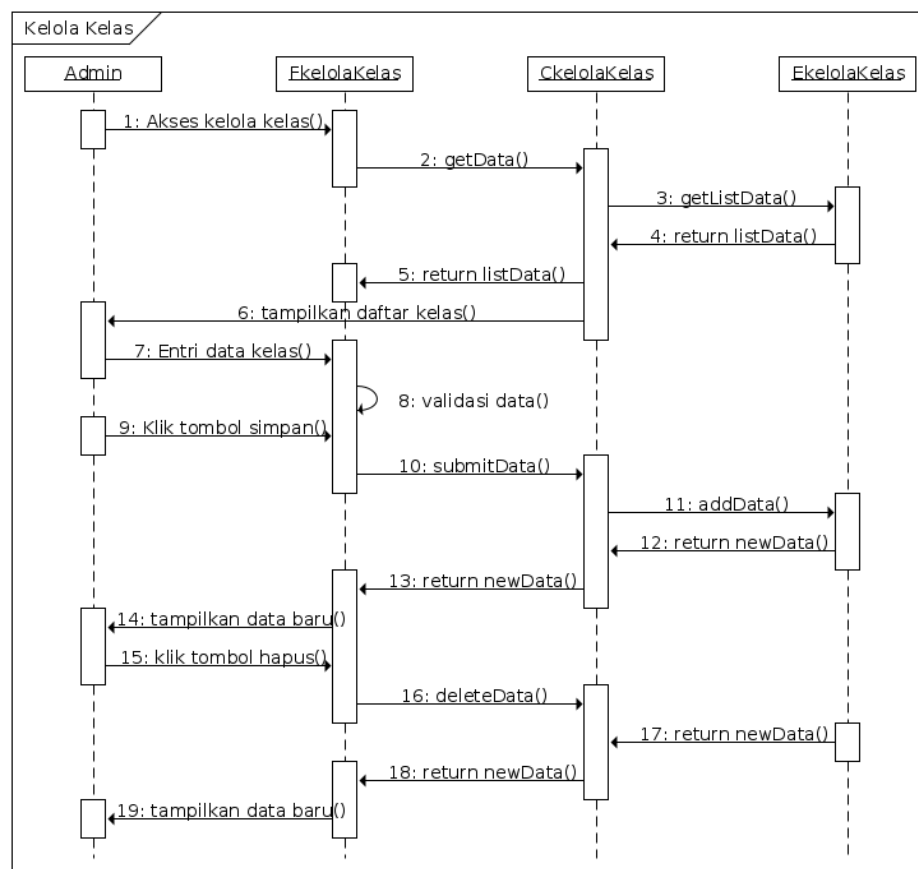 Kelola Kelas
Admin
FkelolaKelas
CkelolaKelas
EkelolaKelas
1: Akses kelola kelas()
2: getData()
3: getListData()
4: return listData()
5: return listData()
6: tampilkan daftar kelas()
7: Entri data kelas()
8: validasi data()
9: Klik tombol simpan()
10: submitData()
11: addData()
12: return newData()
13: return newData()
14: tampilkan data baru()
15: klik tombol hapus()
16: deleteData()
17: return newData()
18: return newData()
19: tampilkan data baru()